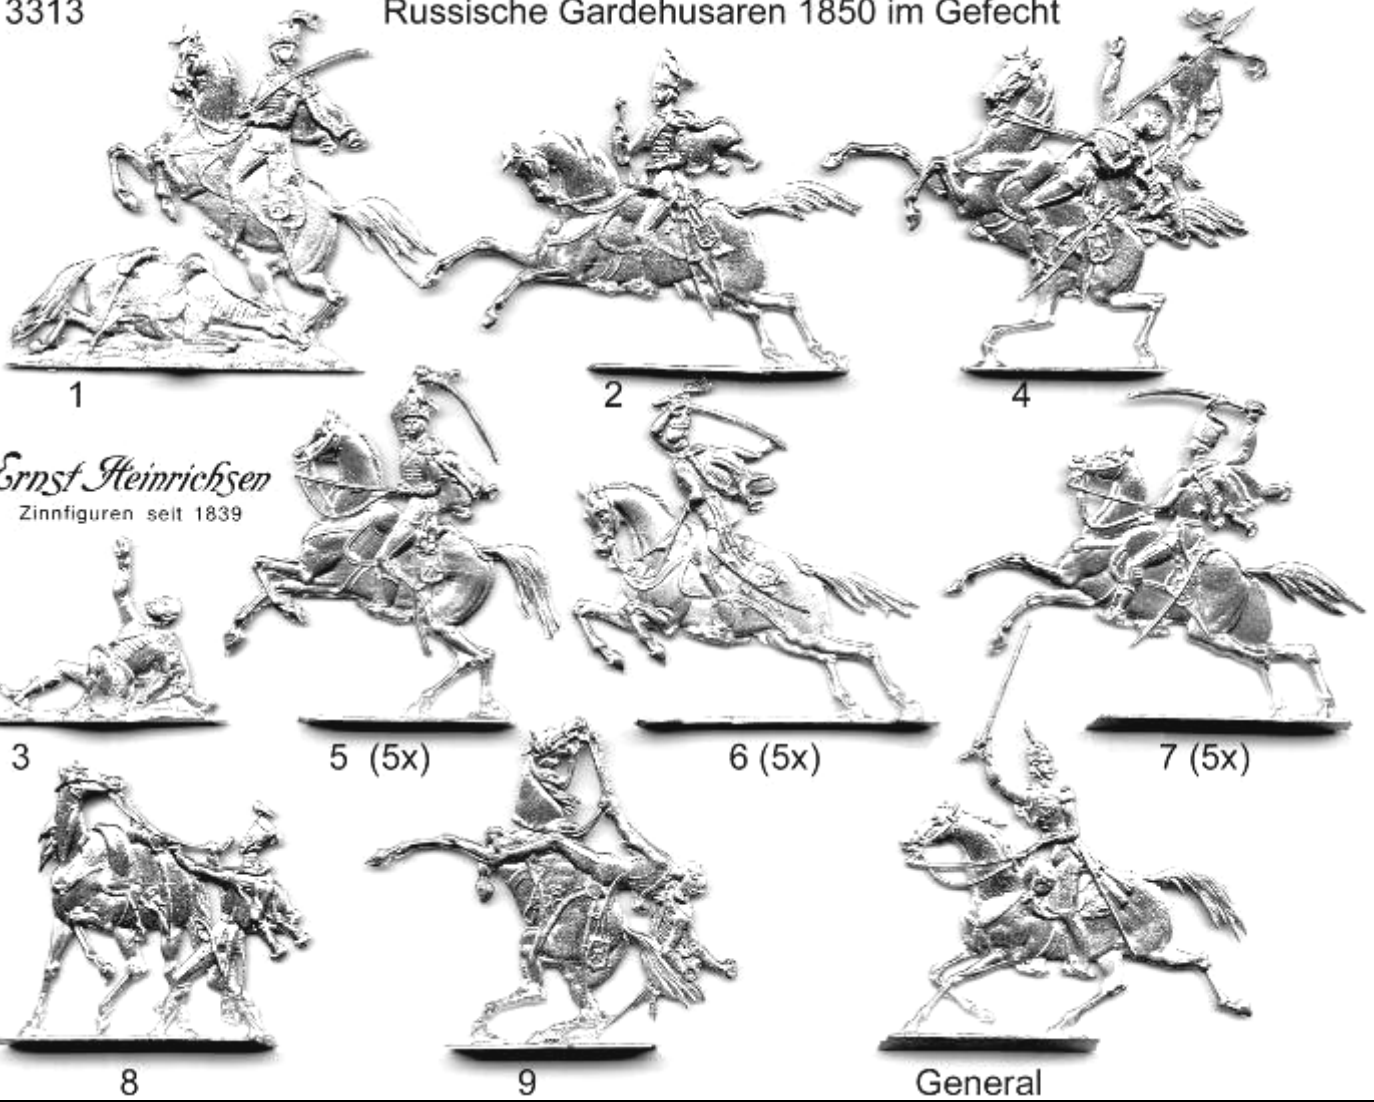 3313
Russische Gardehusaren 1850 im Gefecht
1
2
4
Ernst Heinrichsen
Zinnfiguren seit 1839
3
5 (5x)
6 (5x)
7 (5x)
8
9
General